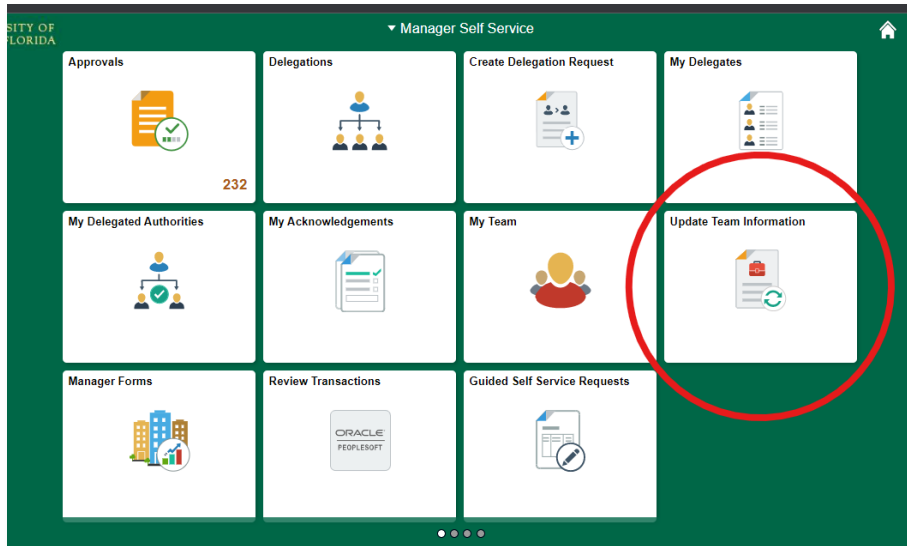 SITY OF
FLORIDA
Manager Self Service
Approvals
Delegations
Create Delegation Request
My Delegates
232
My Delegated Authorities
My Acknowledgements
My Team
Update Team Information
Manager Forms
Review Transactions
Guided Self Service Requests
ORACLE'
PEOPLESOFT